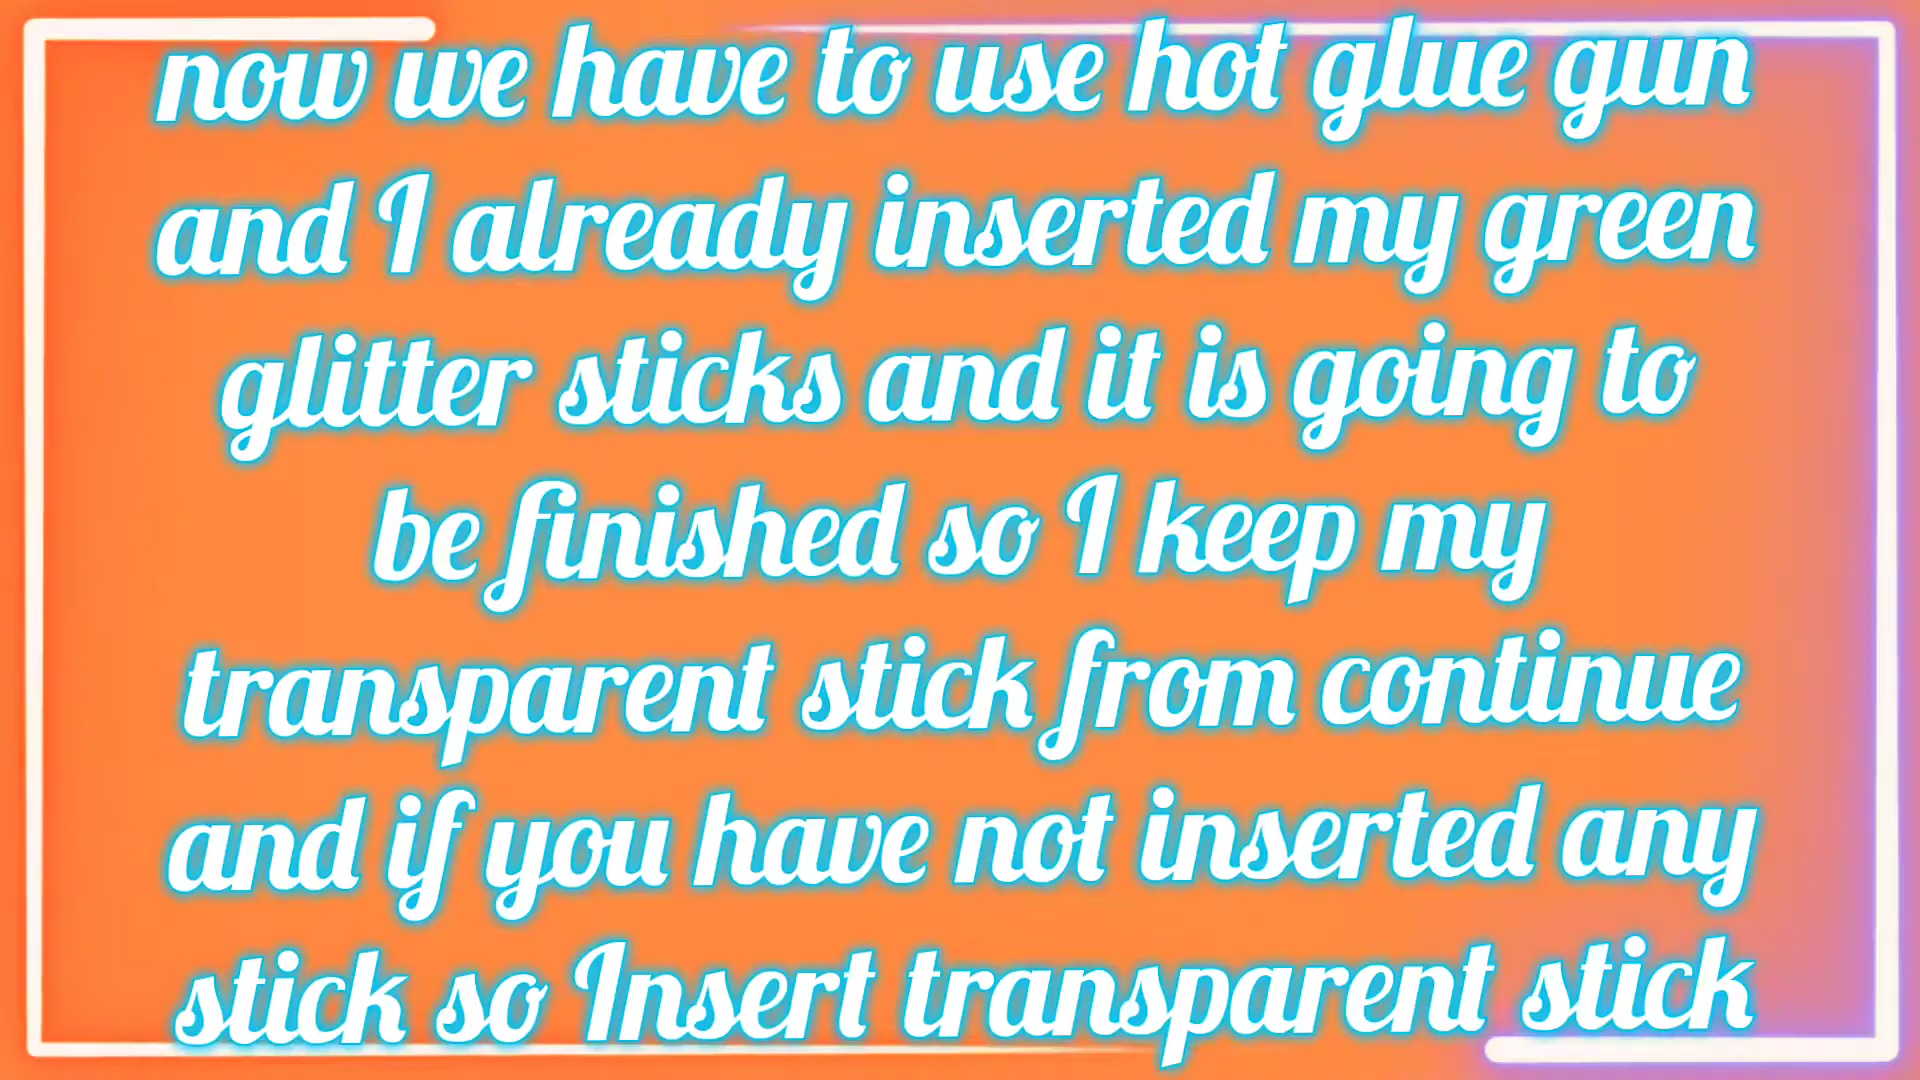 now we have to use hot glue gun
and I already inserted my green
glitter sticks and it is going to
be finished so I keep my
transparent stick from continue
and if you have not inserted any
stick so Insert transparent stick